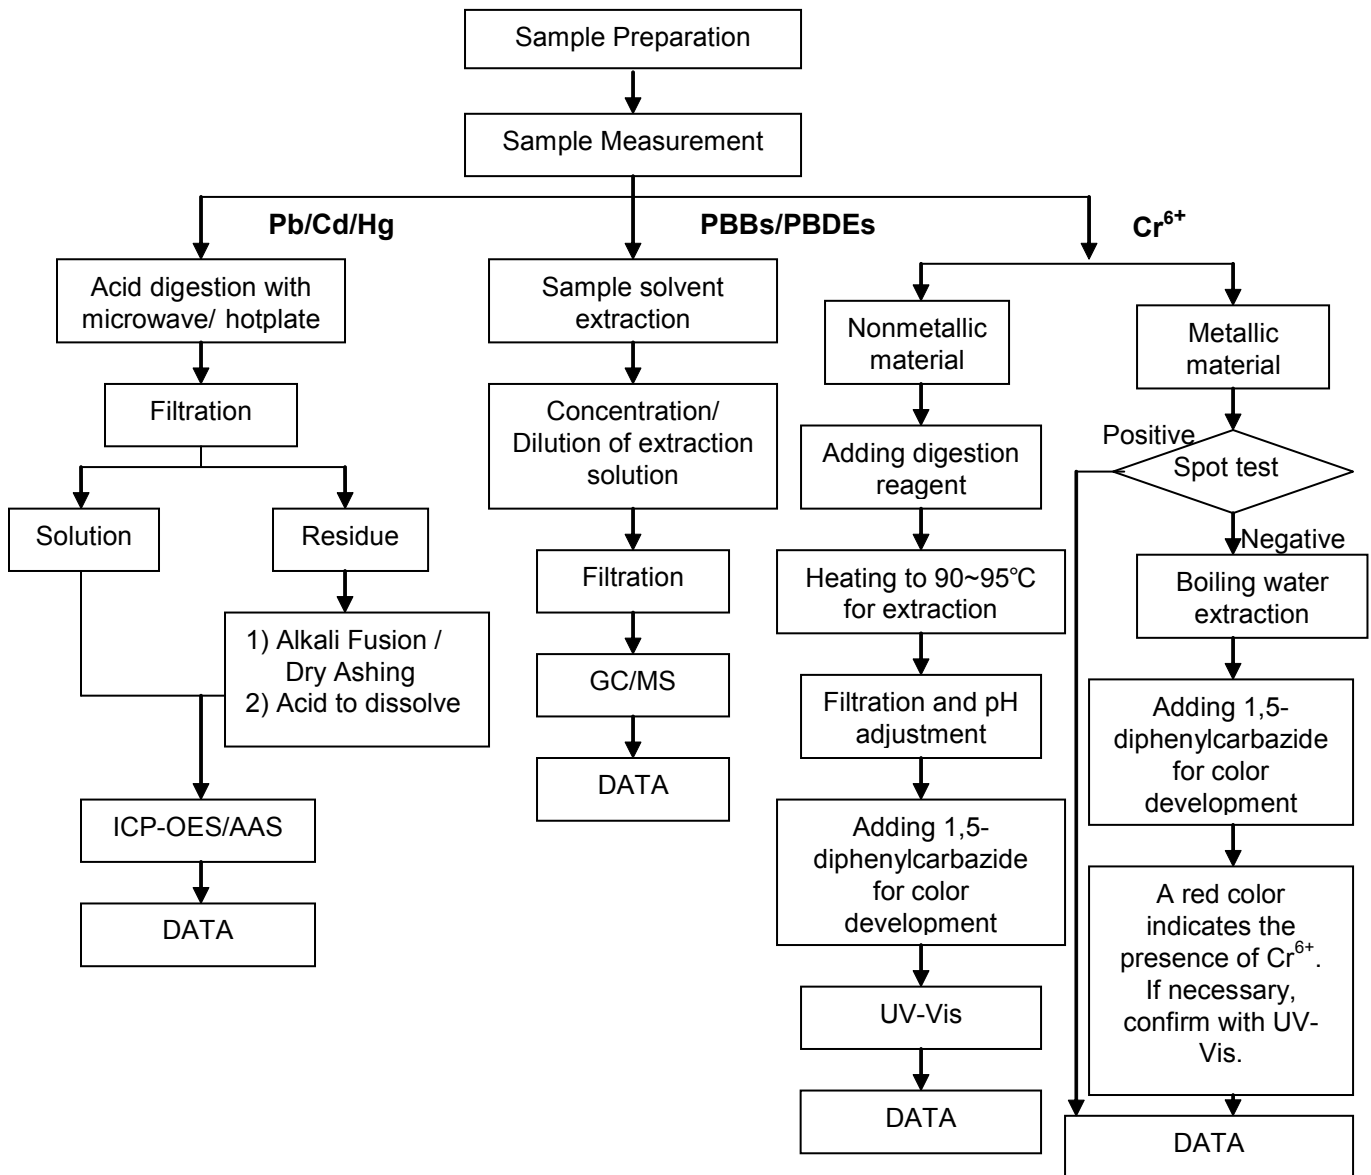 Sample Preparation
Sample Measurement
Pb/Cd/Hg
PBBs/PBDEs
Cr⁶⁺
Acid digestion with
microwave/ hotplate
Filtration
Solution
Residue
1) Alkali Fusion /
Dry Ashing
2) Acid to dissolve
ICP-OES/AAS
DATA
Sample solvent
extraction
Concentration/
Dilution of extraction
solution
Filtration
GC/MS
DATA
Nonmetallic
material
Adding digestion
reagent
Heating to 90~95℃
for extraction
Filtration and pH
adjustment
Adding 1,5-
diphenylcarbazide
for color
development
UV-Vis
DATA
Metallic
material
Positive
Spot test
Negative
Boiling water
extraction
Adding 1,5-
diphenylcarbazide
for color
development
A red color
indicates the
presence of Cr⁶⁺.
If necessary,
confirm with UV-
Vis.
DATA